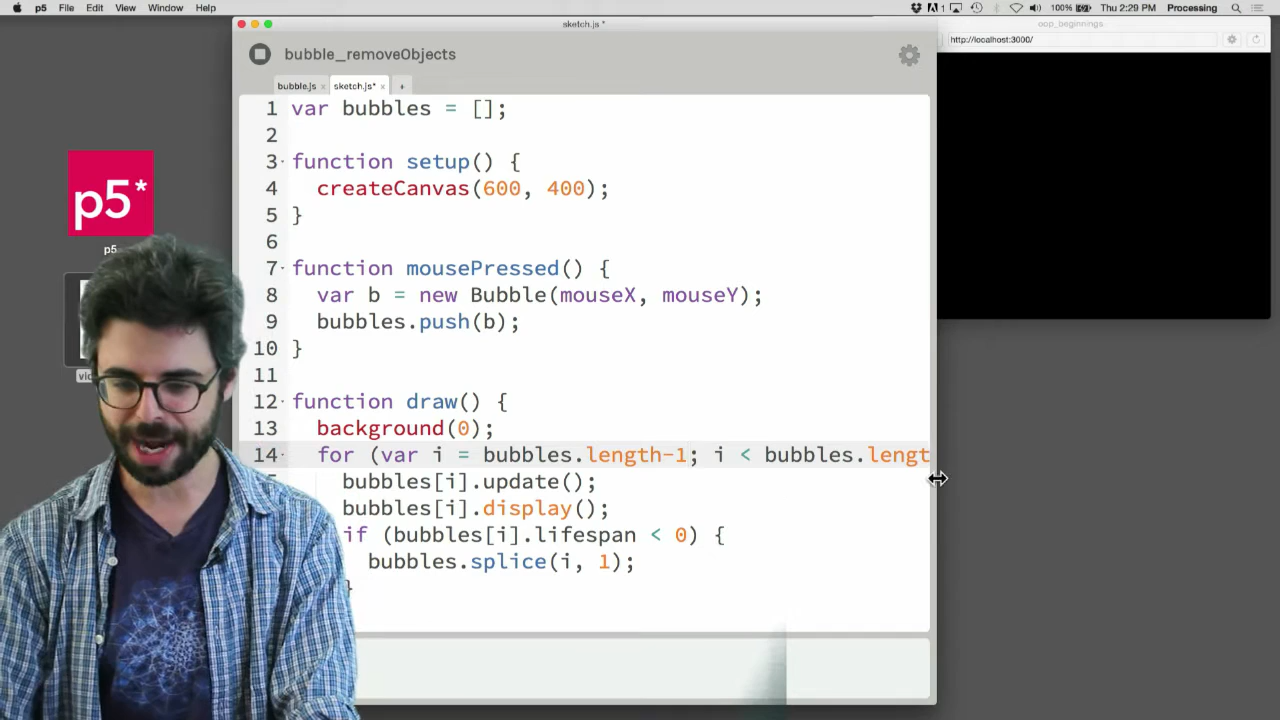 p5 File Edit View Window Help
1 100% Thu 2:29 PM Processing
sketch.js *
oop_beginnings
bubble_removeObjects
http://localhost:3000/
bubble.js x sketch.js* x +
1 var bubbles = [];
2
3 function setup() {
4 createCanvas(600, 400);
5 }
6
7 function mousePressed() {
8 var b = new Bubble(mouseX, mouseY);
9 bubbles.push(b);
10 }
11
12 function draw() {
13 background(0);
14 for (var i = bubbles.length-1; i < bubbles.lengt
bubbles[i].update();
bubbles[i].display();
if (bubbles[i].lifespan < 0) {
bubbles.splice(i, 1);
}
p5*
p5